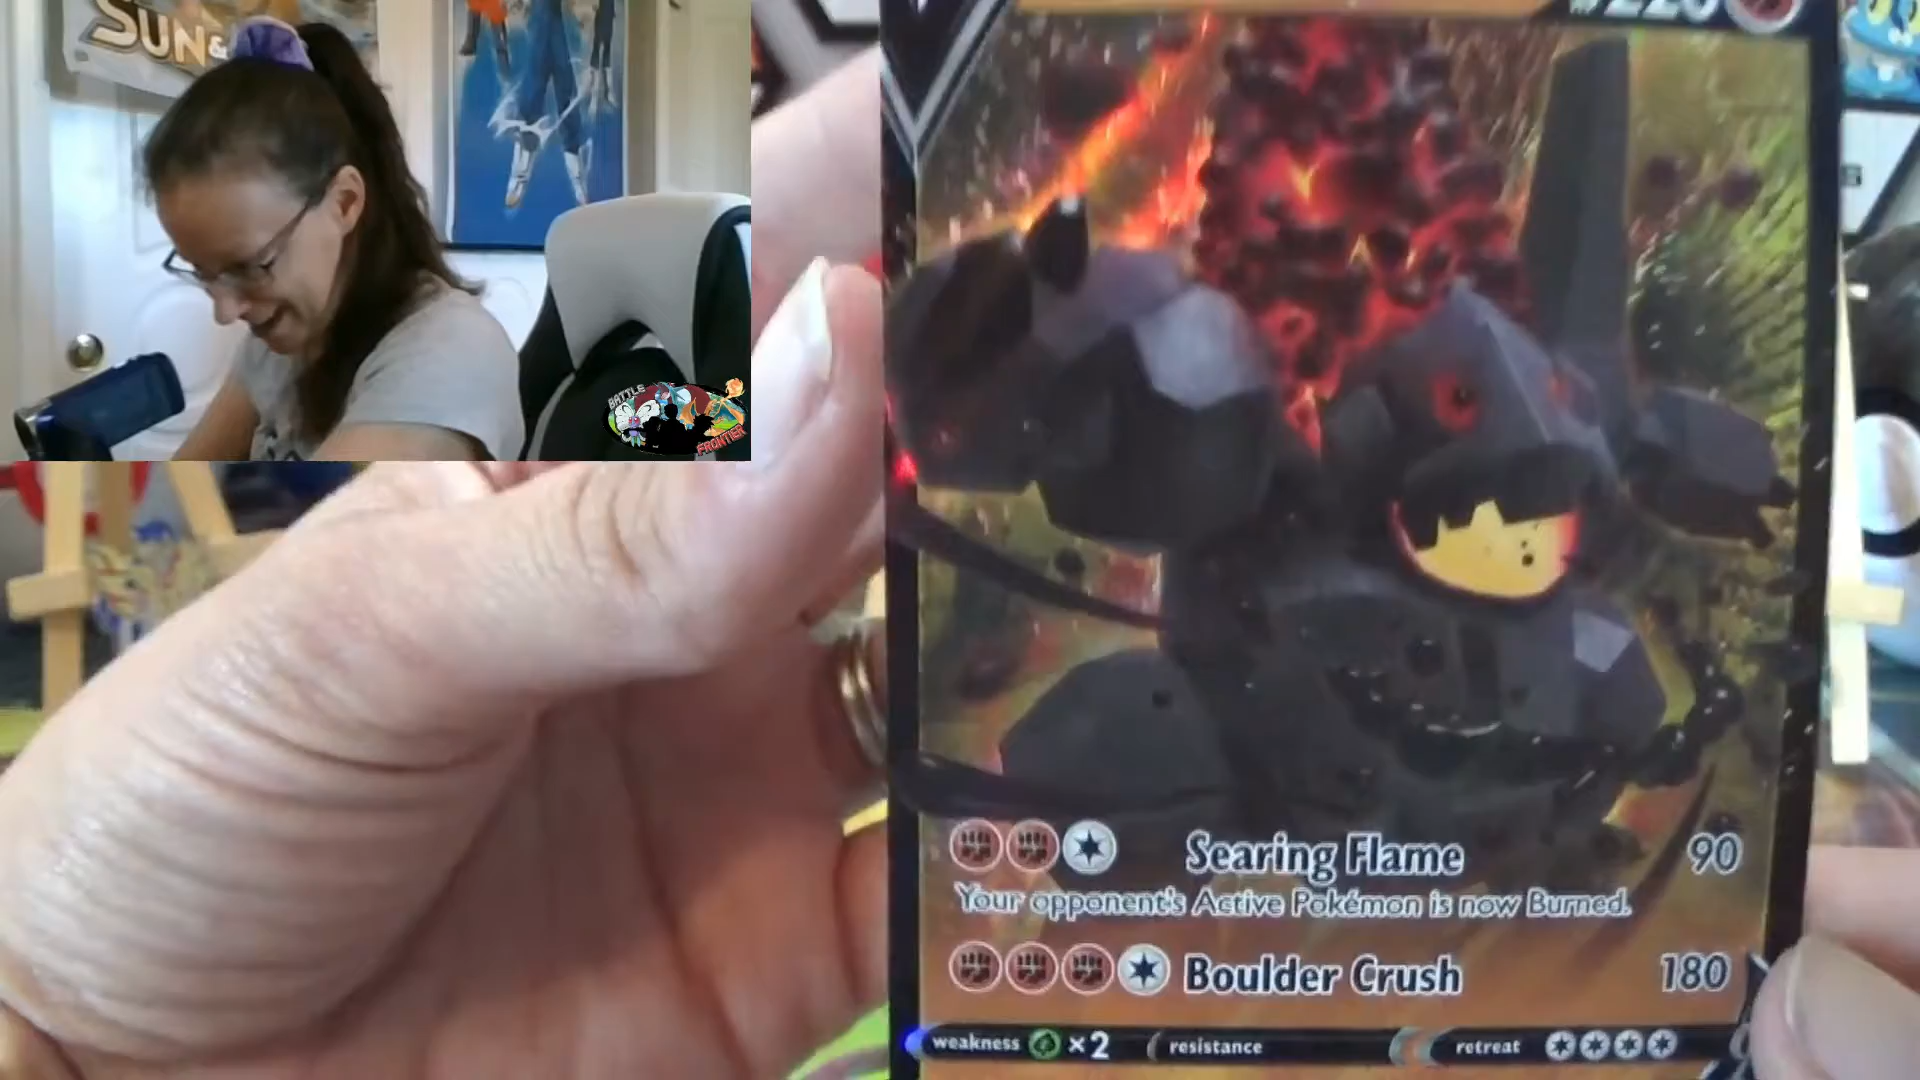 SUN &
BATTLE
FRONTIER
220
Searing Flame 90
Your opponent's Active Pokémon is now Burned.
Boulder Crush 180
weakness ×2 resistance retreat